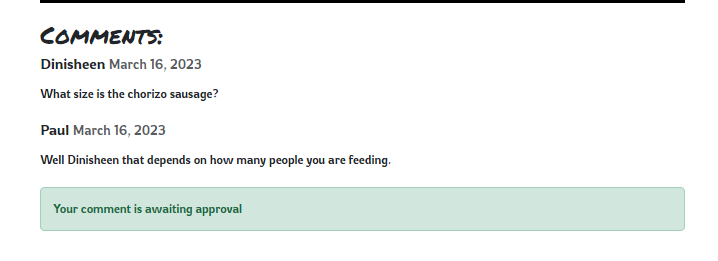 Comments:
Dinisheen March 16, 2023
What size is the chorizo sausage?
Paul March 16, 2023
Well Dinisheen that depends on how many people you are feeding.
Your comment is awaiting approval